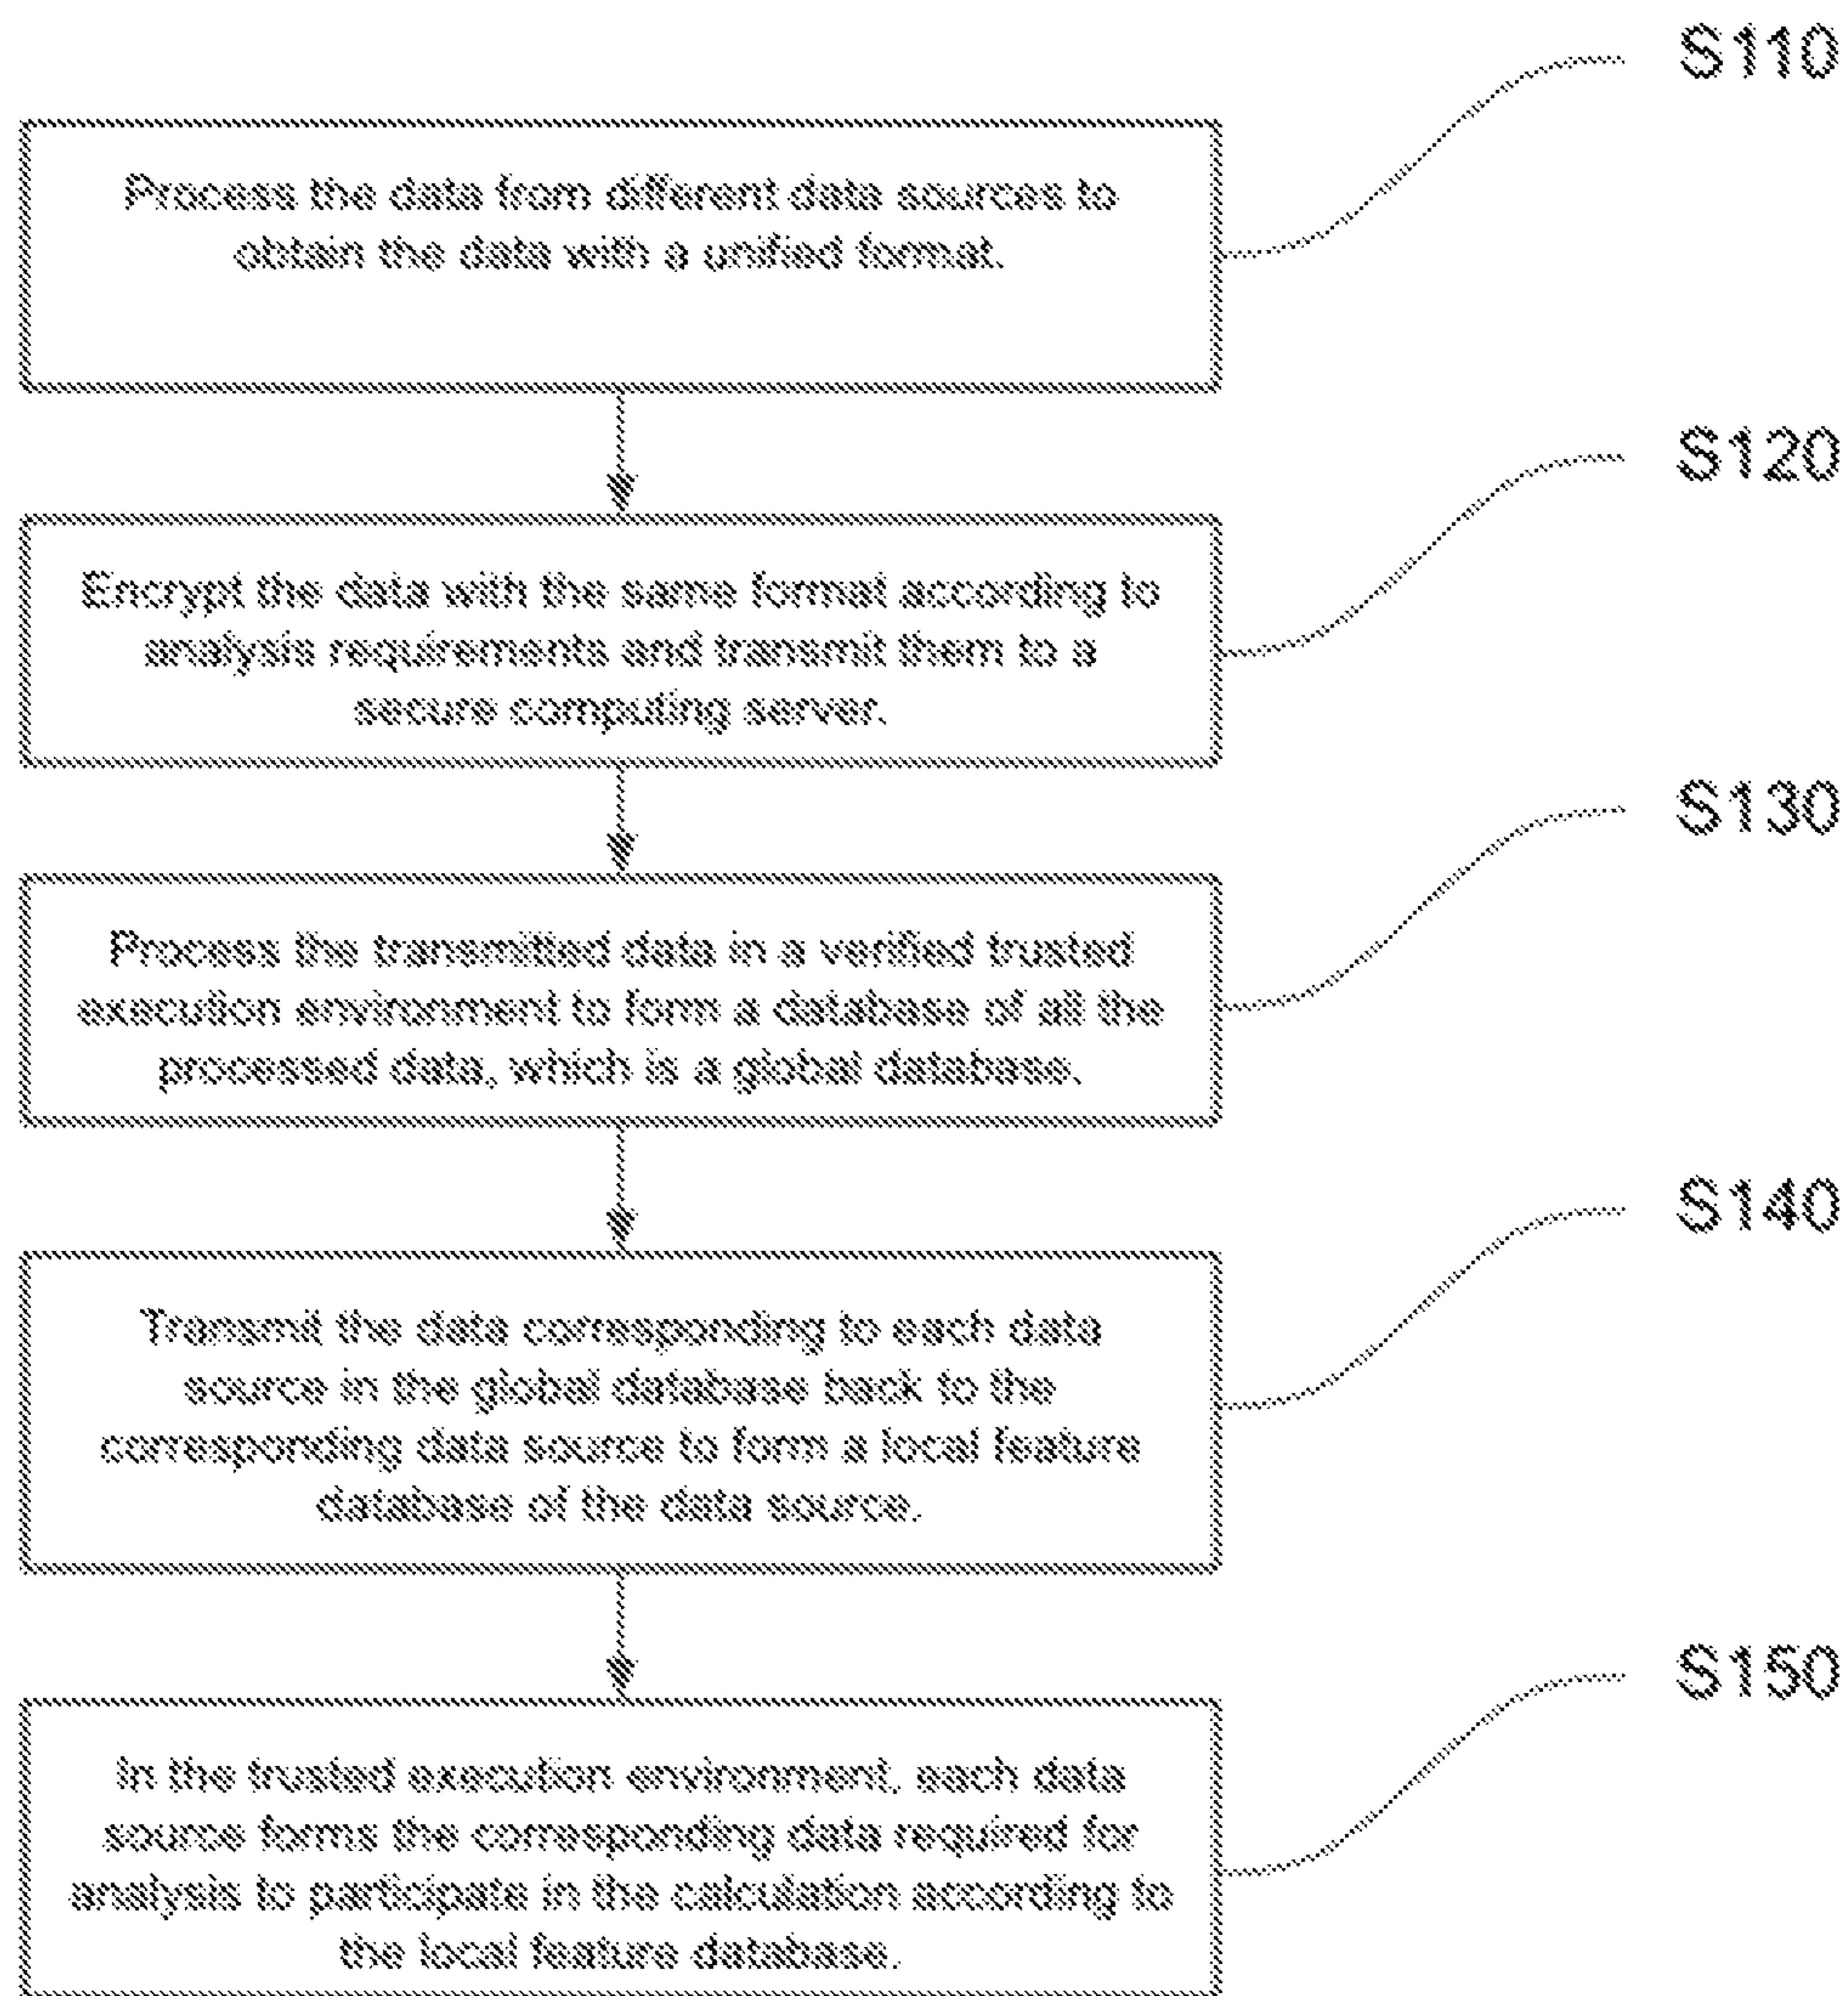 S110
Process the data from different data sources to
obtain the data with a unified format.
S120
Encrypt the data with the same format according to
analysis requirements and transmit them to a
secure computing server.
S130
Process the transmitted data in a verified trusted
execution environment to form a database of all the
processed data, which is a global database.
S140
Transmit the data corresponding to each data
source in the global database back to the
corresponding data source to form a local feature
database of the data source.
S150
In the trusted execution environment, each data
source forms the corresponding data required for
analysis to participate in the calculation according to
the local feature database.